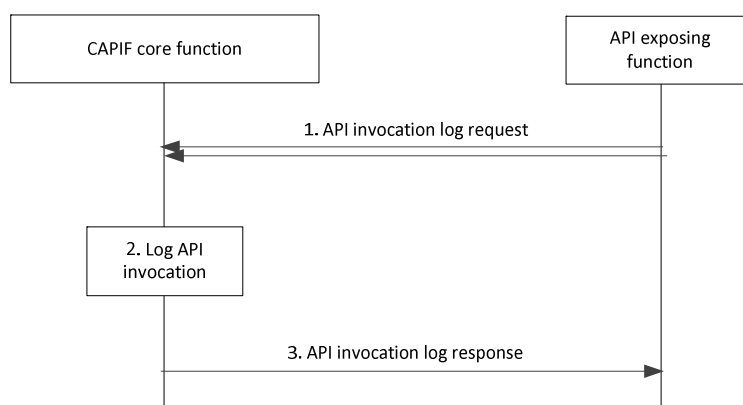 CAPIF core function
API exposing
function
1. API invocation log request
2. Log API
invocation
3. API invocation log response